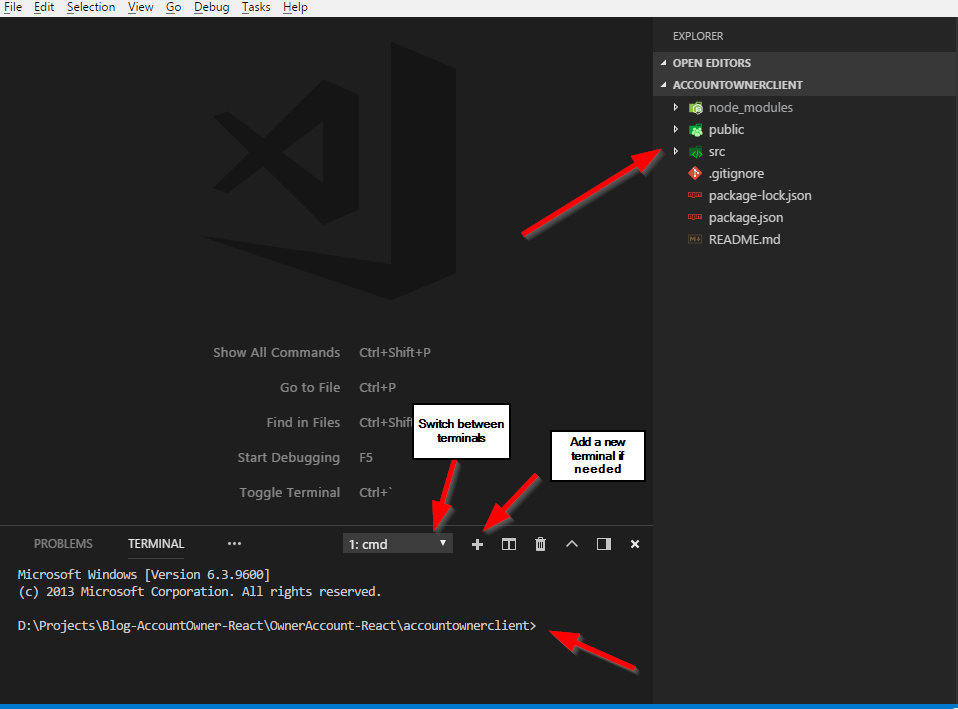 File Edit Selection View Go Debug Tasks Help
EXPLORER
OPEN EDITORS
ACCOUNTOWNERCLIENT
node_modules
public
src
.gitignore
package-lock.json
package.json
README.md
Show All Commands Ctrl+Shift+P
Go to File Ctrl+P
Find in Files Ctrl+Shif
Start Debugging F5
Toggle Terminal Ctrl+`
Switch between
terminals
Add a new
terminal if
needed
PROBLEMS TERMINAL ••• 1: cmd
Microsoft Windows [Version 6.3.9600]
(c) 2013 Microsoft Corporation. All rights reserved.
D:\Projects\Blog-AccountOwner-React\OwnerAccount-React\accountownerclient>